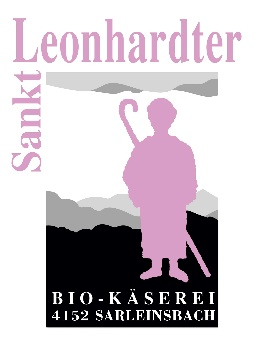 Sankt
Leonhardter
BIO-KÄSEREI
4152 SARLEINSBACH